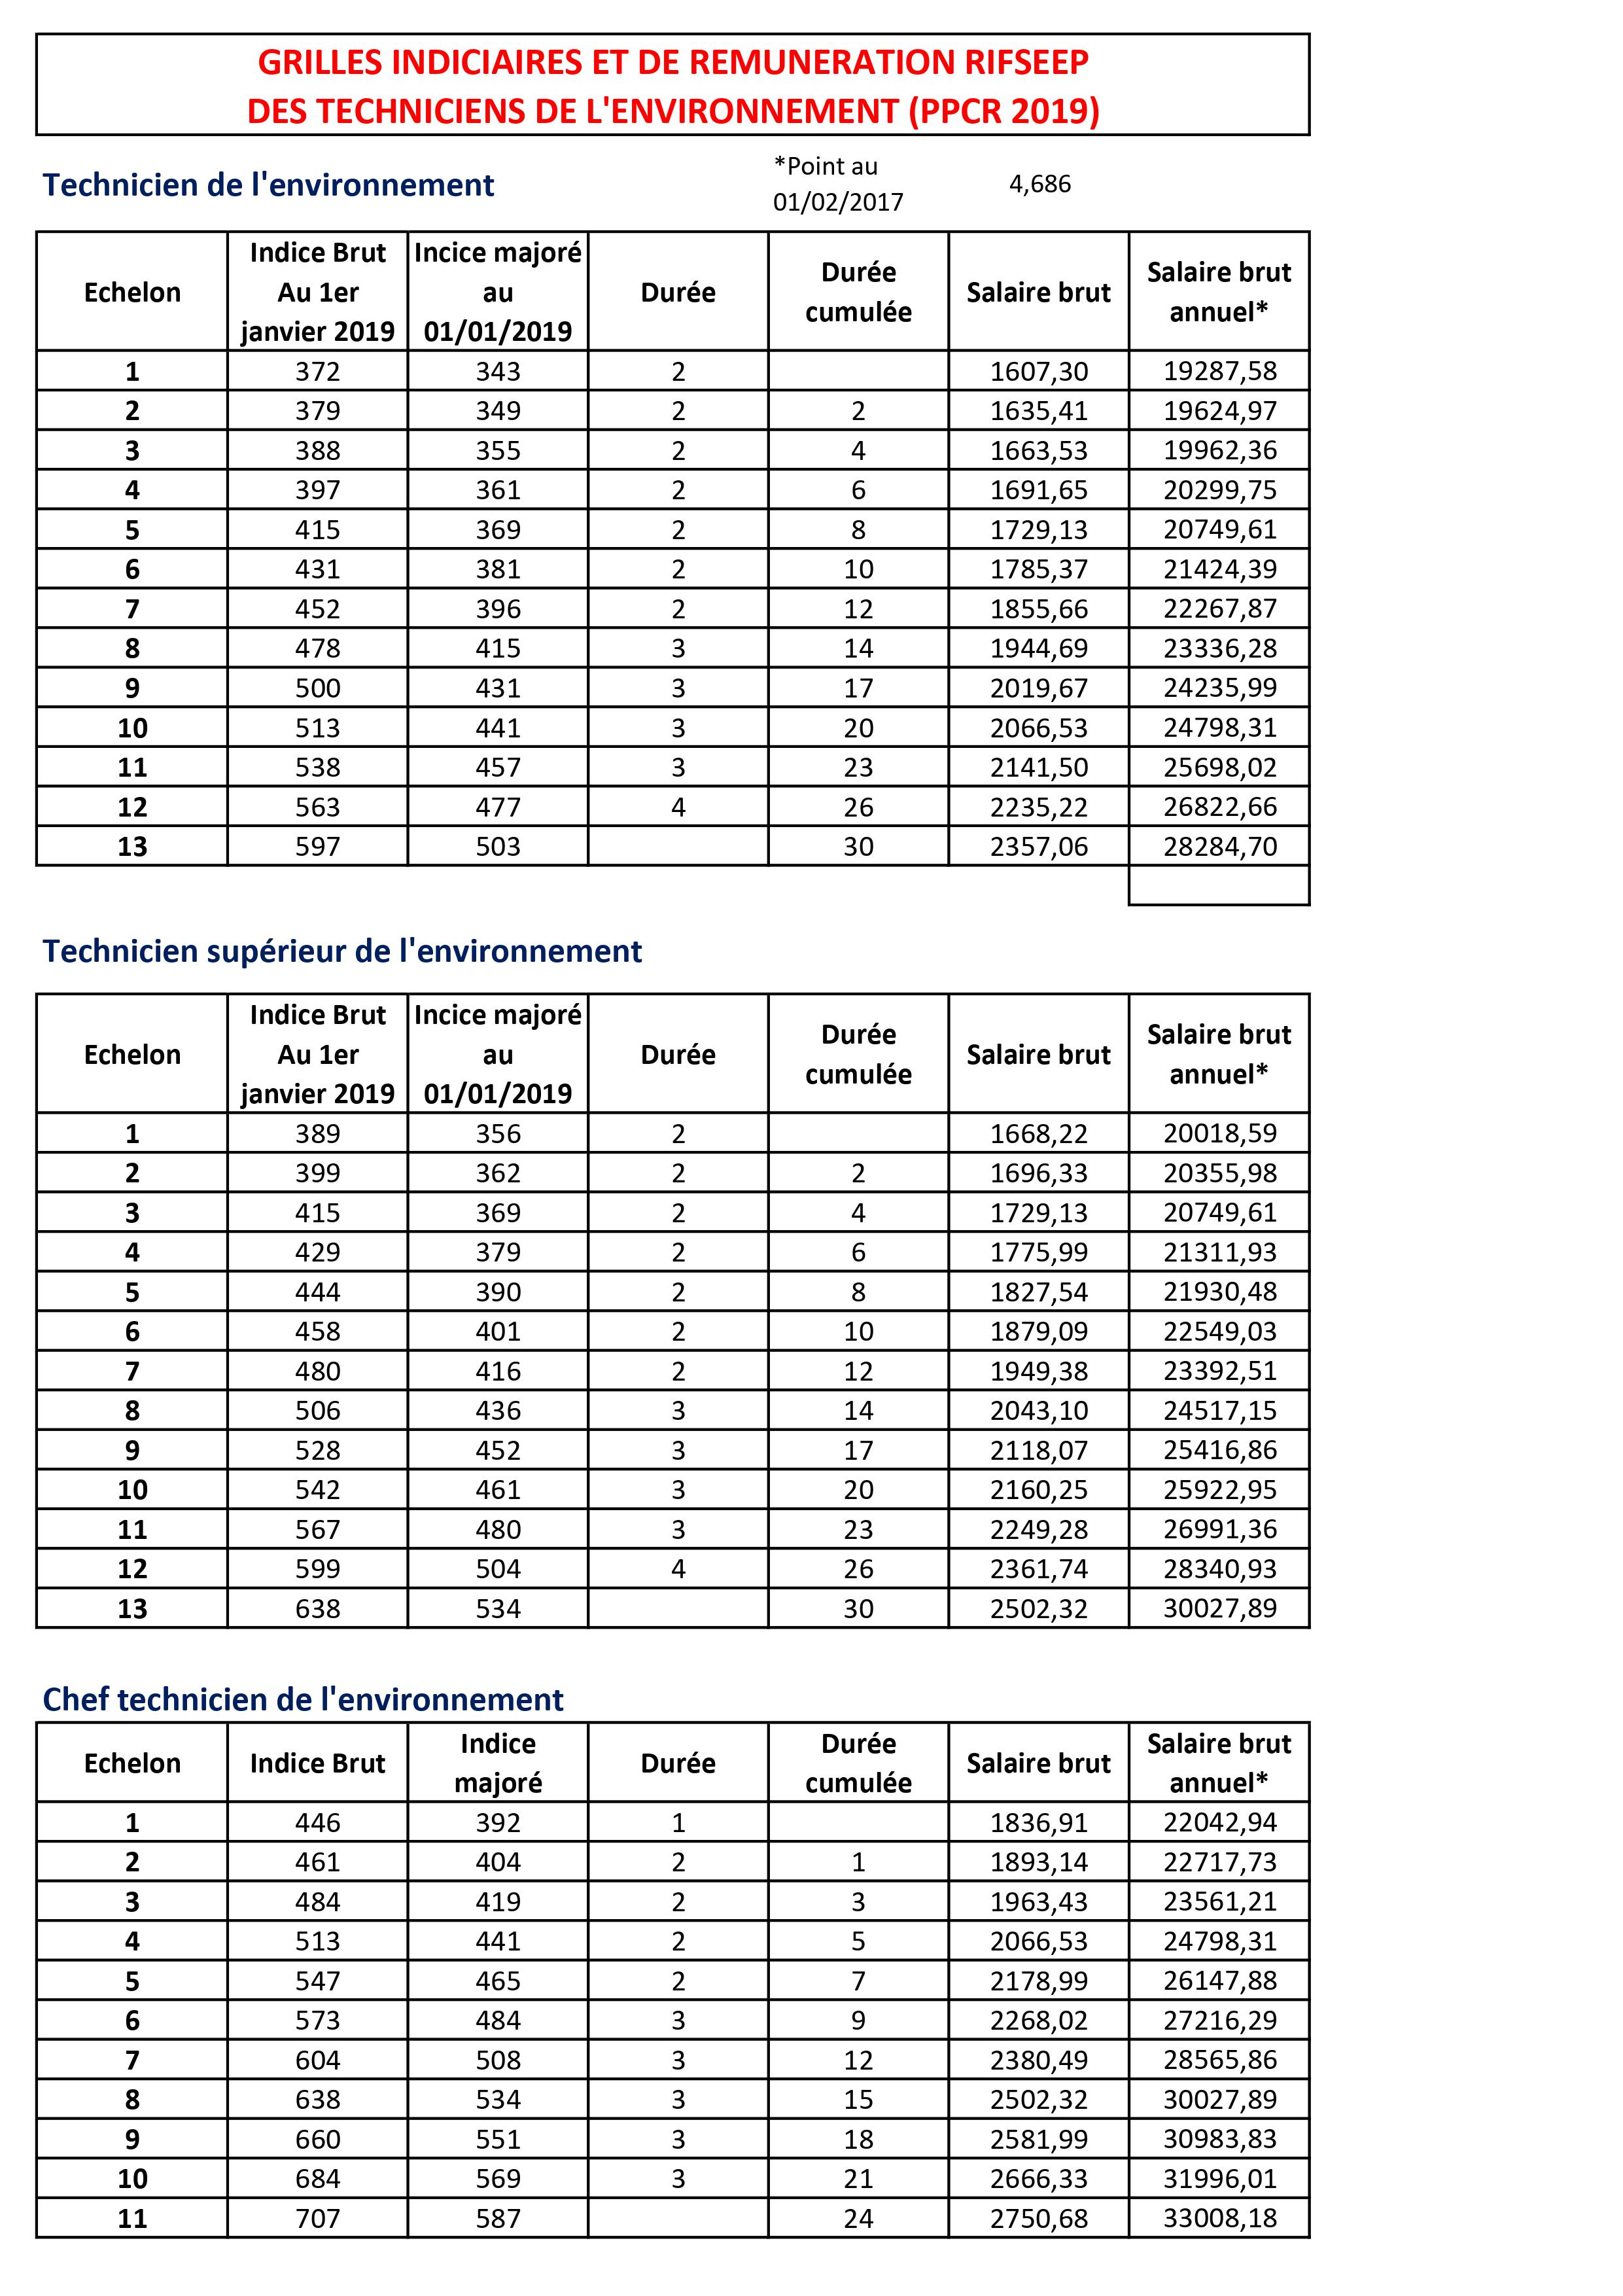 GRILLES INDICIAIRES ET DE REMUNERATION RIFSEEP
DES TECHNICIENS DE L'ENVIRONNEMENT (PPCR 2019)
Technicien de l'environnement *Point au 01/02/2017 4,686
Echelon Indice Brut Au 1er janvier 2019 Incice majoré au 01/01/2019 Durée Durée cumulée Salaire brut Salaire brut annuel*
1 372 343 2 1607,30 19287,58
2 379 349 2 2 1635,41 19624,97
3 388 355 2 4 1663,53 19962,36
4 397 361 2 6 1691,65 20299,75
5 415 369 2 8 1729,13 20749,61
6 431 381 2 10 1785,37 21424,39
7 452 396 2 12 1855,66 22267,87
8 478 415 3 14 1944,69 23336,28
9 500 431 3 17 2019,67 24235,99
10 513 441 3 20 2066,53 24798,31
11 538 457 3 23 2141,50 25698,02
12 563 477 4 26 2235,22 26822,66
13 597 503 30 2357,06 28284,70
Technicien supérieur de l'environnement
Echelon Indice Brut Au 1er janvier 2019 Incice majoré au 01/01/2019 Durée Durée cumulée Salaire brut Salaire brut annuel*
1 389 356 2 1668,22 20018,59
2 399 362 2 2 1696,33 20355,98
3 415 369 2 4 1729,13 20749,61
4 429 379 2 6 1775,99 21311,93
5 444 390 2 8 1827,54 21930,48
6 458 401 2 10 1879,09 22549,03
7 480 416 2 12 1949,38 23392,51
8 506 436 3 14 2043,10 24517,15
9 528 452 3 17 2118,07 25416,86
10 542 461 3 20 2160,25 25922,95
11 567 480 3 23 2249,28 26991,36
12 599 504 4 26 2361,74 28340,93
13 638 534 30 2502,32 30027,89
Chef technicien de l'environnement
Echelon Indice Brut Indice majoré Durée Durée cumulée Salaire brut Salaire brut annuel*
1 446 392 1 1836,91 22042,94
2 461 404 2 1 1893,14 22717,73
3 484 419 2 3 1963,43 23561,21
4 513 441 2 5 2066,53 24798,31
5 547 465 2 7 2178,99 26147,88
6 573 484 3 9 2268,02 27216,29
7 604 508 3 12 2380,49 28565,86
8 638 534 3 15 2502,32 30027,89
9 660 551 3 18 2581,99 30983,83
10 684 569 3 21 2666,33 31996,01
11 707 587 24 2750,68 33008,18